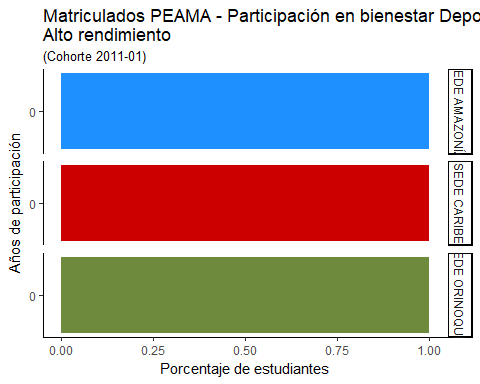 Matriculados PEAMA - Participación en bienestar Depo
Alto rendimiento
(Cohorte 2011-01)
Años de participación
0
EDE AMAZONÍ
0
SEDE CARIBE
0
EDE ORINOQU
0.00 0.25 0.50 0.75 1.00
Porcentaje de estudiantes